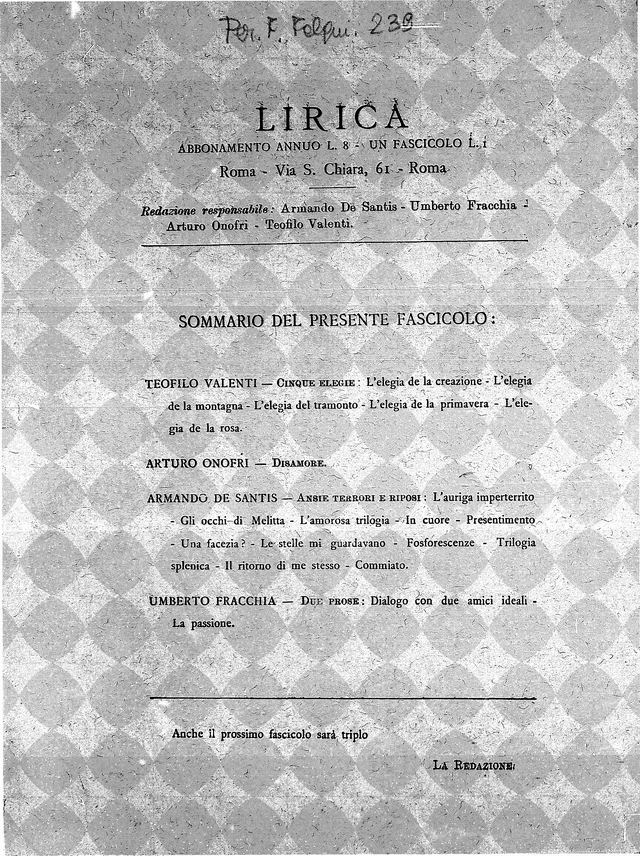 Per. F. Falqui. 239
LIRICA
ABBONAMENTO ANNUO L. 8 - UN FASCICOLO L. 1
Roma - Via S. Chiara, 61 - Roma
Redazione responsabile: Armando De Santis - Umberto Fracchia -
Arturo Onofri - Teofilo Valenti.
SOMMARIO DEL PRESENTE FASCICOLO:
TEOFILO VALENTI — CINQUE ELEGIE: L'elegia de la creazione - L'elegia
de la montagna - L'elegia del tramonto - L'elegia de la primavera - L'ele-
gia de la rosa.
ARTURO ONOFRI — DISAMORE.
ARMANDO DE SANTIS — ANSIE TERRORI E RIPOSI: L'auriga imperterrito
- Gli occhi di Melitta - L'amorosa trilogia - In cuore - Presentimento
- Una facezia? - Le stelle mi guardavano - Fosforescenze - Trilogia
splenica - Il ritorno di me stesso - Commiato.
UMBERTO FRACCHIA — DUE PROSE: Dialogo con due amici ideali -
La passione.
Anche il prossimo fascicolo sarà triplo
LA REDAZIONE.